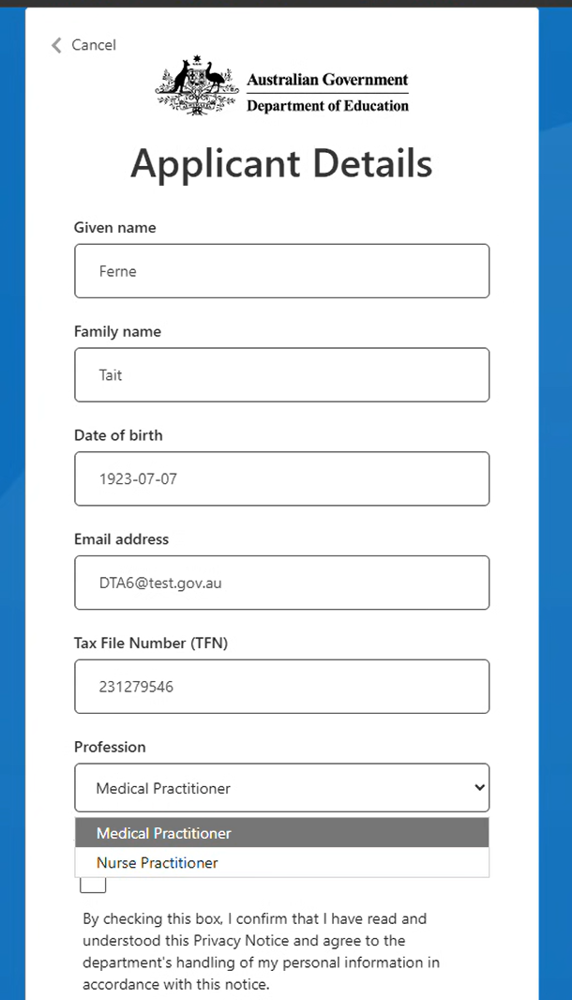 Cancel
Australian Government
Department of Education
Applicant Details
Given name
Ferne
Family name
Tait
Date of birth
1923-07-07
Email address
DTA6@test.gov.au
Tax File Number (TFN)
231279546
Profession
Medical Practitioner
Medical Practitioner
Nurse Practitioner
By checking this box, I confirm that I have read and
understood this Privacy Notice and agree to the
department's handling of my personal information in
accordance with this notice.